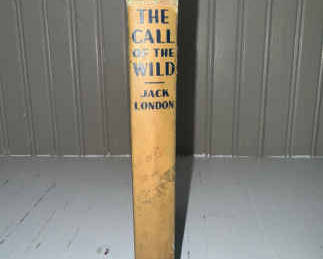 THE
CALL
OF THE
WILD
JACK
LONDON